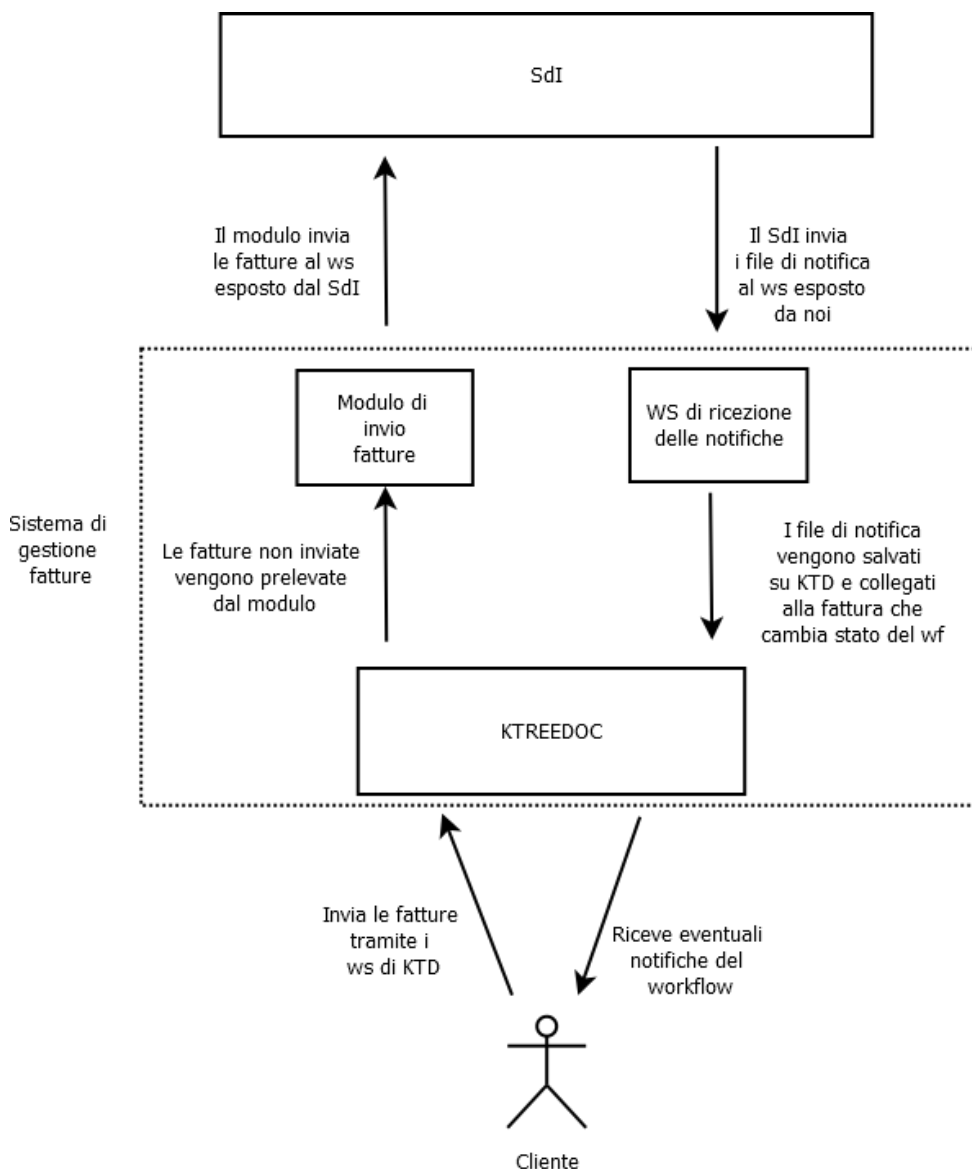 SdI
Il modulo invia
le fatture al ws
esposto dal SdI
Il SdI invia
i file di notifica
al ws esposto
da noi
Modulo di
invio
fatture
WS di ricezione
delle notifiche
Sistema di
gestione
fatture
Le fatture non inviate
vengono prelevate
dal modulo
I file di notifica
vengono salvati
su KTD e collegati
alla fattura che
cambia stato del wf
KTREEDOC
Invia le fatture
tramite i
ws di KTD
Riceve eventuali
notifiche del
workflow
Cliente